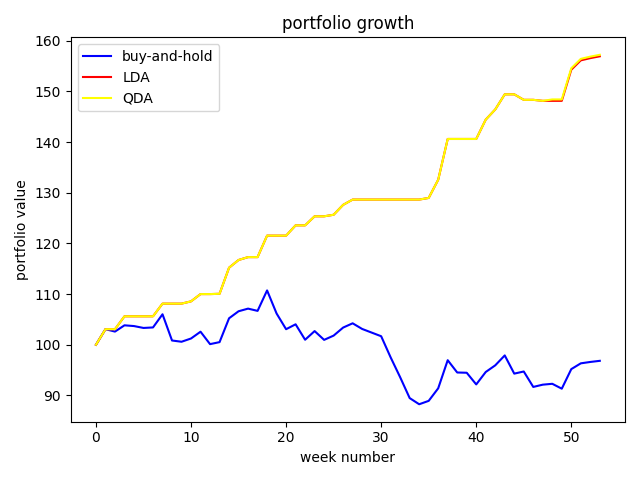 portfolio growth
buy-and-hold
LDA
QDA
160
150
140
130
120
110
100
90
portfolio value
0 10 20 30 40 50
week number